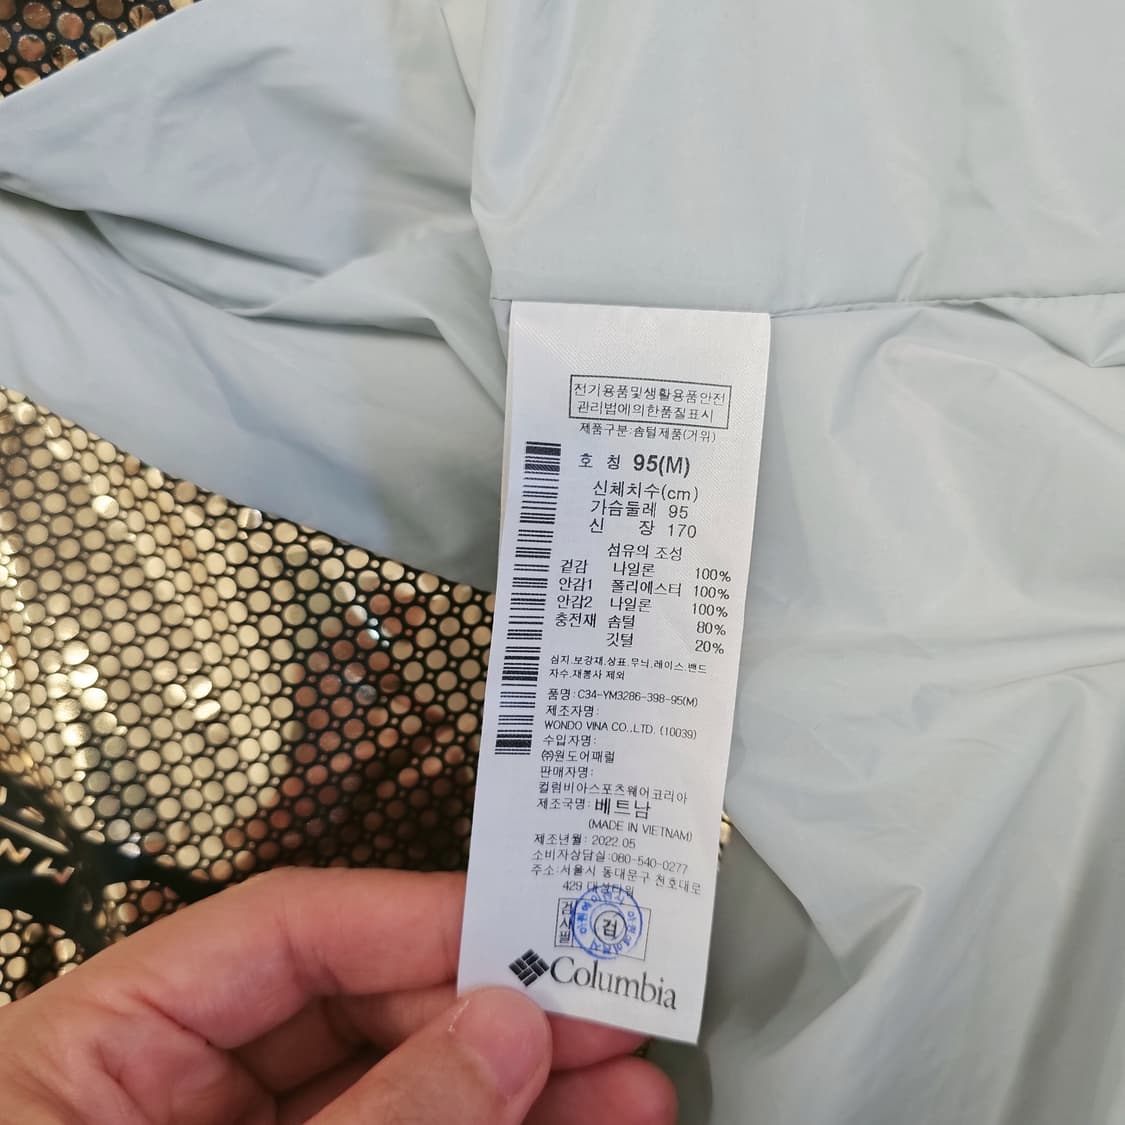 전기용품및생활용품안전
관리법에의한품질표시
제품구분:솜털제품(거위)
호 칭 95(M)
신체치수(cm)
가슴둘레 95
신 장 170
섬유의 조성
겉감 나일론 100%
안감1 폴리에스터 100%
안감2 나일론 100%
충전재 솜털 80%
깃털 20%
심지.보강재.상표.무늬.레이스.밴드
자수.재봉사 제외
품명:C34-YM3286-398-95(M)
제조자명:
WONDO VINA CO.,LTD. (10039)
수입자명:
㈜원도어패럴
판매자명:
컬럼비아스포츠웨어코리아
제조국명:베트남
(MADE IN VIETNAM)
제조년월: 2022.05
소비자상담실:080-540-0277
주소:서울시 동대문구 천호대로
429
검사필
검
Columbia